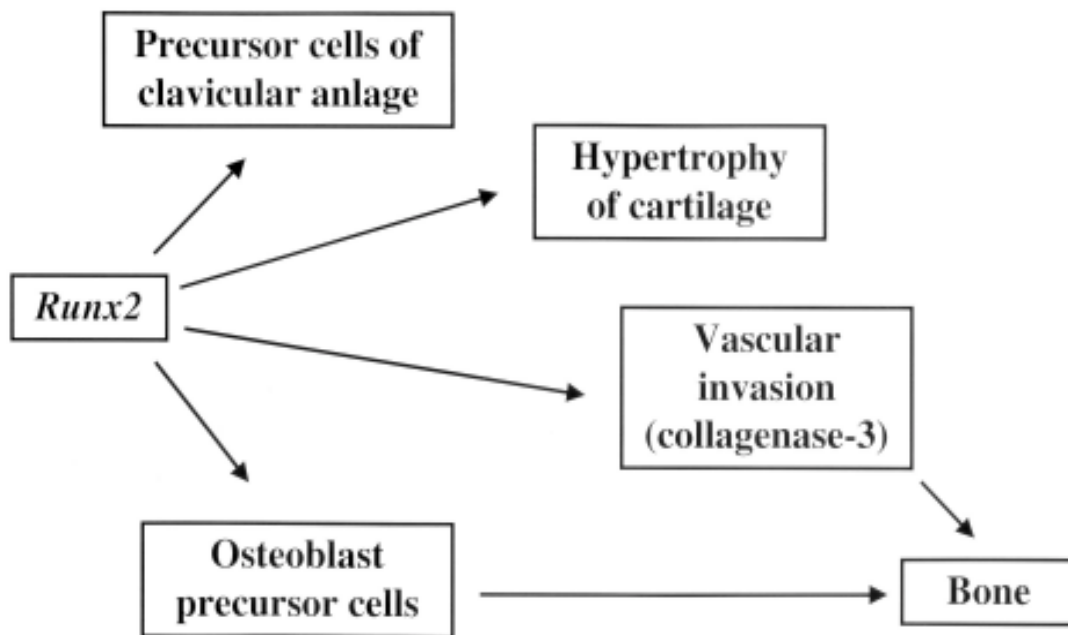 Precursor cells of
clavicular anlage
Hypertrophy
of cartilage
Runx2
Vascular
invasion
(collagenase-3)
Osteoblast
precursor cells
Bone